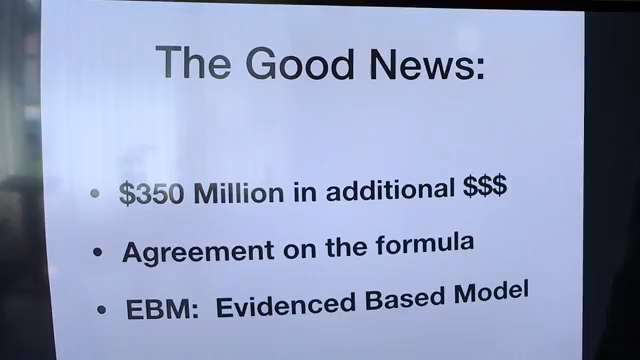 The Good News:
• $350 Million in additional $$$
• Agreement on the formula
• EBM: Evidenced Based Model